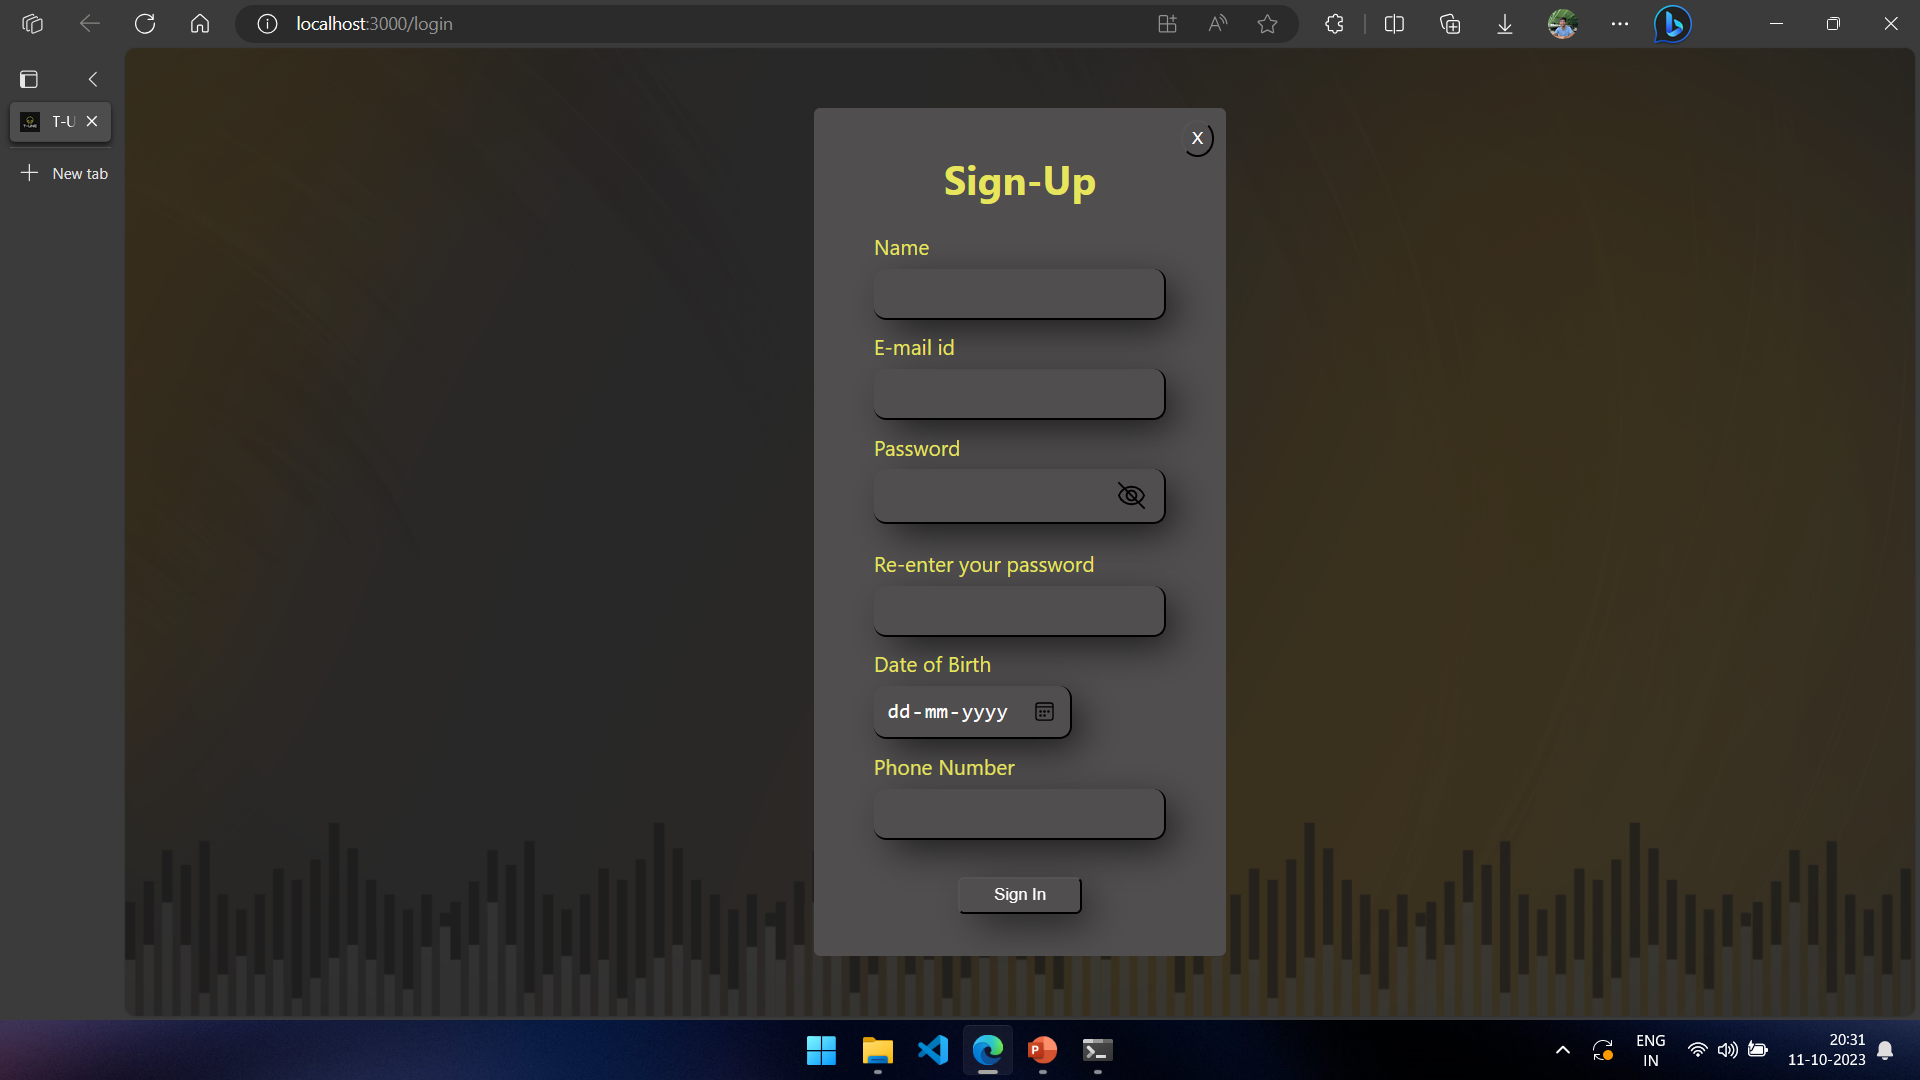 localhost:3000/login
T-U
New tab
X
Sign-Up
Name
E-mail id
Password
Re-enter your password
Date of Birth
dd-mm-yyyy
Phone Number
Sign In
ENG
IN
20:31
11-10-2023